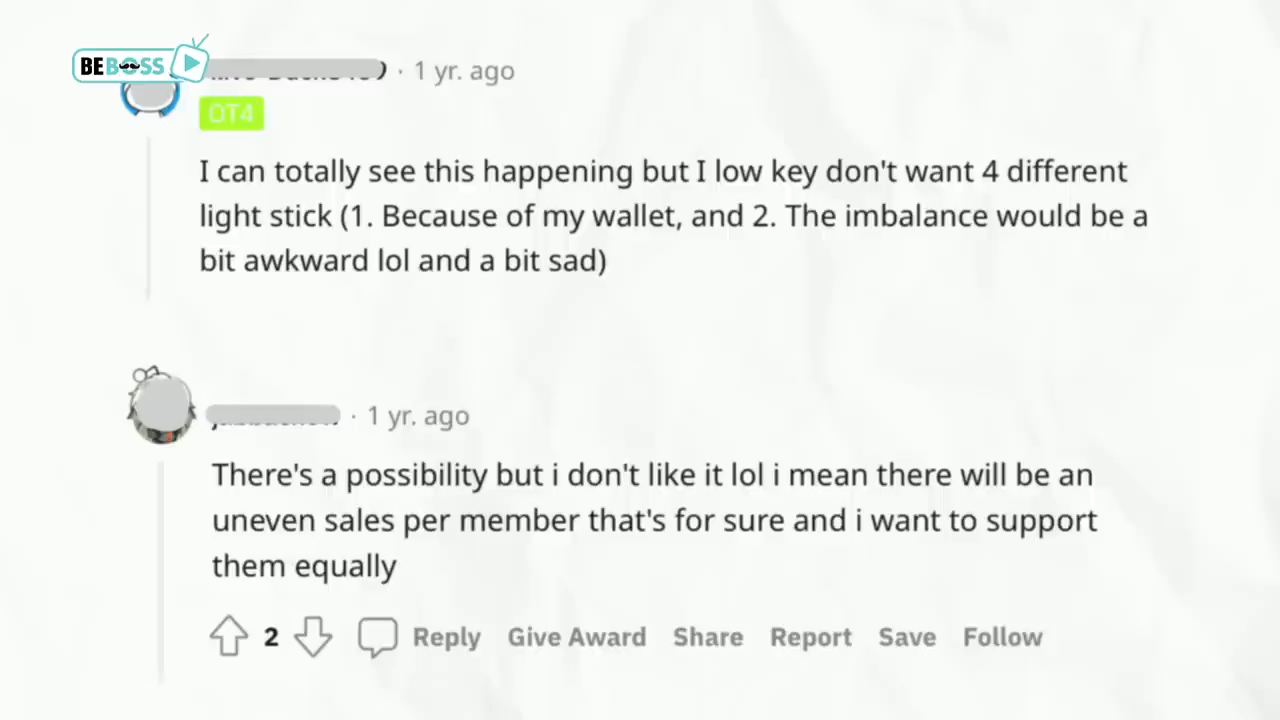 BEBOSS
· 1 yr. ago
OT4
I can totally see this happening but I low key don't want 4 different
light stick (1. Because of my wallet, and 2. The imbalance would be a
bit awkward lol and a bit sad)
· 1 yr. ago
There's a possibility but i don't like it lol i mean there will be an
uneven sales per member that's for sure and i want to support
them equally
2 Reply Give Award Share Report Save Follow